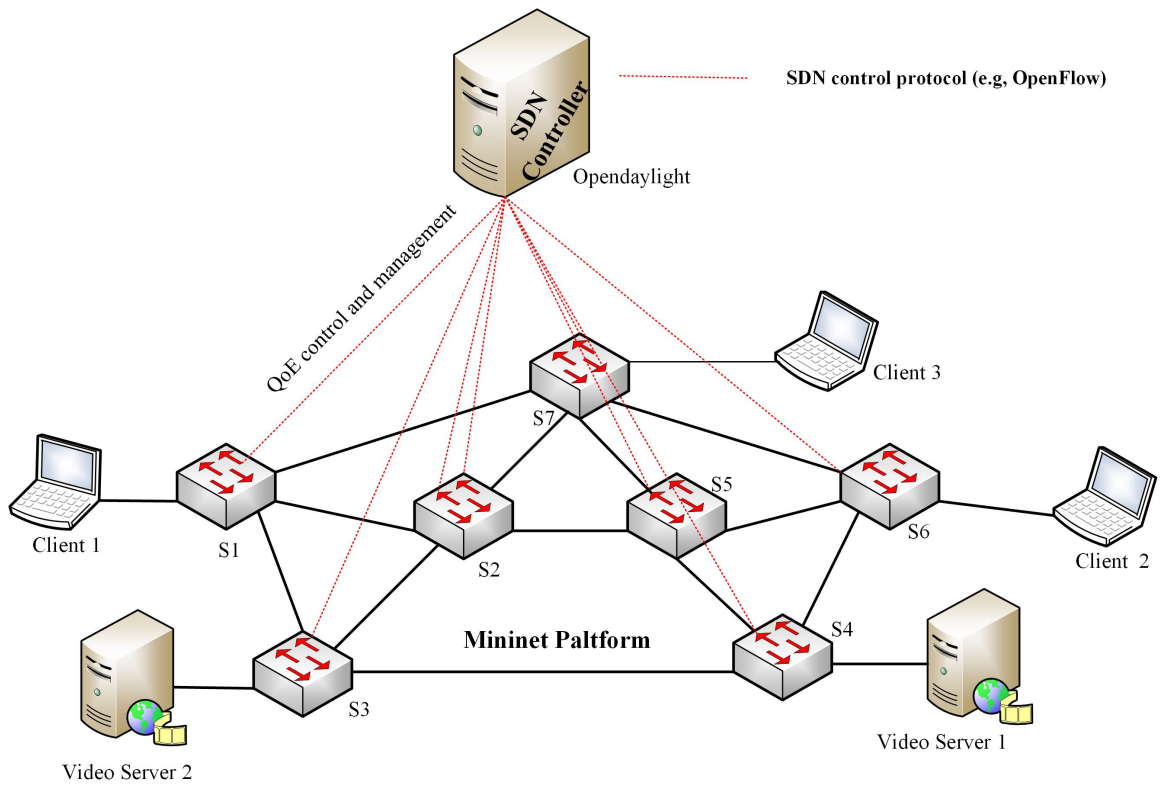 SDN control protocol (e.g, OpenFlow)
SDN
Controller
Opendaylight
QoE control and management
Client 3
S7
S5
Client 1
S1
S2
S6
Client 2
Mininet Paltform
S4
S3
Video Server 1
Video Server 2